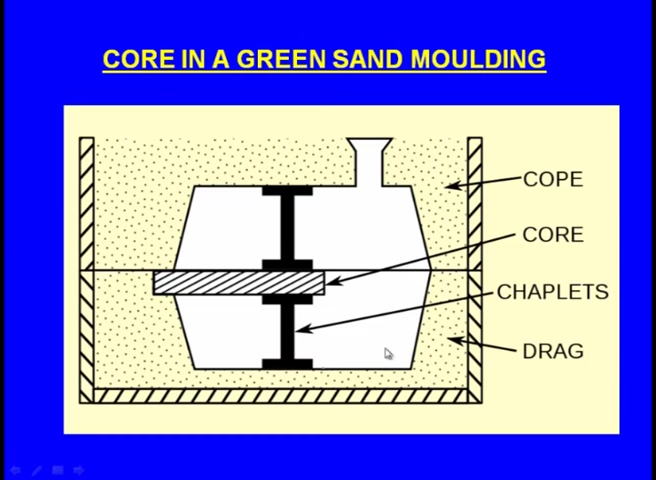 CORE IN A GREEN SAND MOULDING
COPE
CORE
CHAPLETS
DRAG